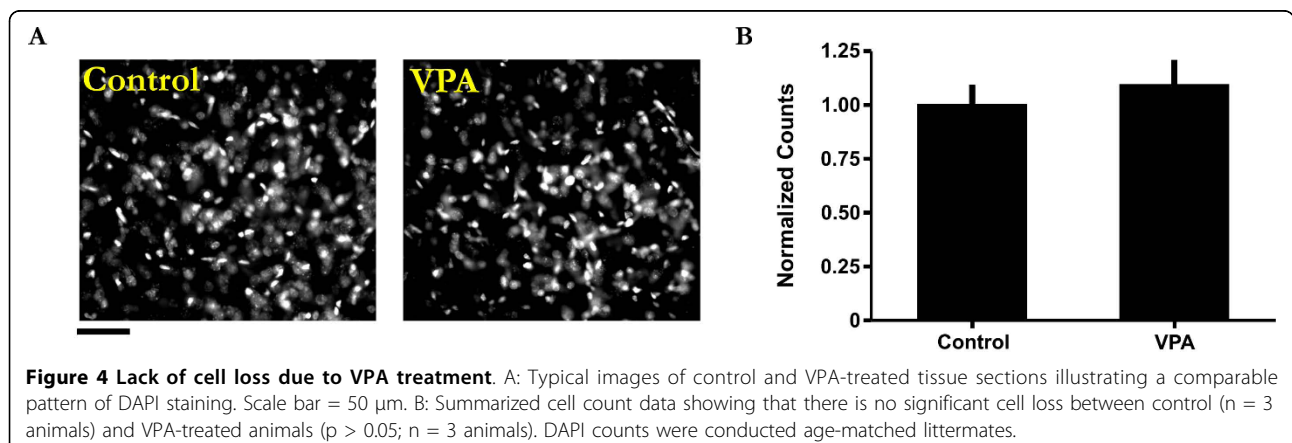 A
Control
VPA
B
Normalized Counts
1.25
1.00
0.75
0.50
0.25
0
Control
VPA
Figure 4 Lack of cell loss due to VPA treatment. A: Typical images of control and VPA-treated tissue sections illustrating a comparable
pattern of DAPI staining. Scale bar = 50 μm. B: Summarized cell count data showing that there is no significant cell loss between control (n = 3
animals) and VPA-treated animals (p > 0.05; n = 3 animals). DAPI counts were conducted age-matched littermates.